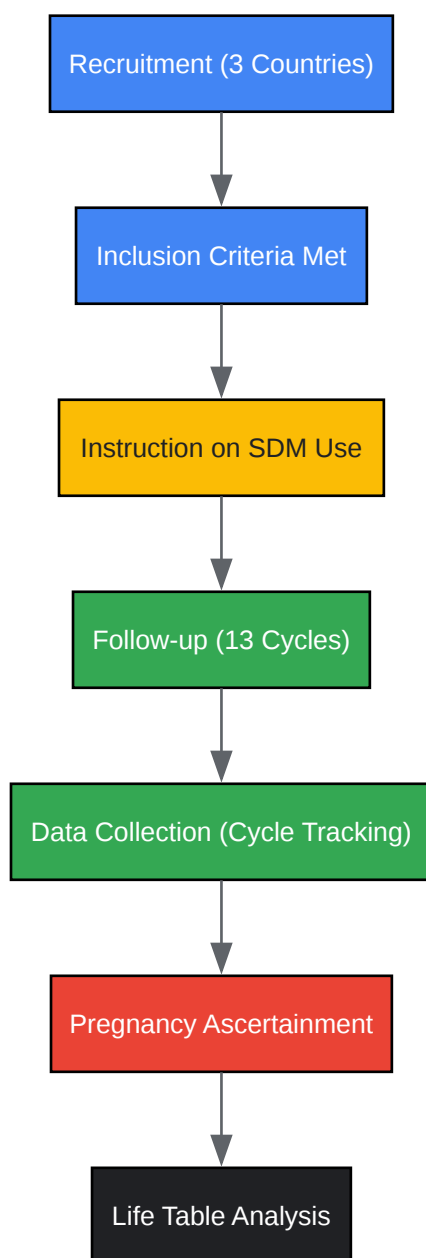 Recruitment (3 Countries)
Inclusion Criteria Met
Instruction on SDM Use
Follow-up (13 Cycles)
Data Collection (Cycle Tracking)
Pregnancy Ascertainment
Life Table Analysis